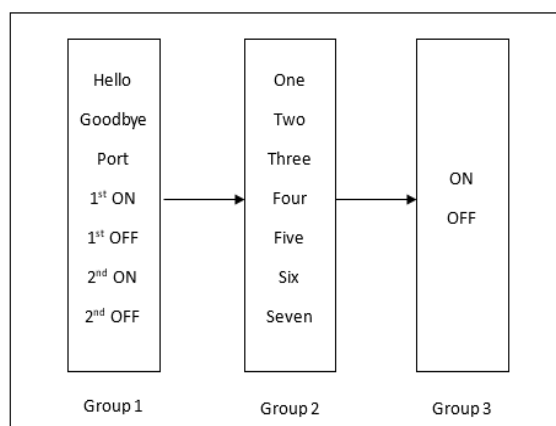 Hello
Goodbye
Port
1st ON
1st OFF
2nd ON
2nd OFF
Group 1
One
Two
Three
Four
Five
Six
Seven
Group 2
ON
OFF
Group 3